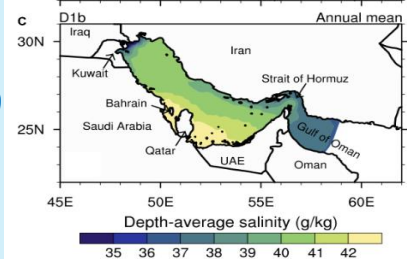 c
D1b Annual mean
Iraq
30N
Iran
Kuwait
Strait of Hormuz
Bahrain
Saudi Arabia
25N
Gulf of Oman
Qatar
UAE
Oman
45E 50E 55E 60E
Depth-average salinity (g/kg)
35 36 37 38 39 40 41 42